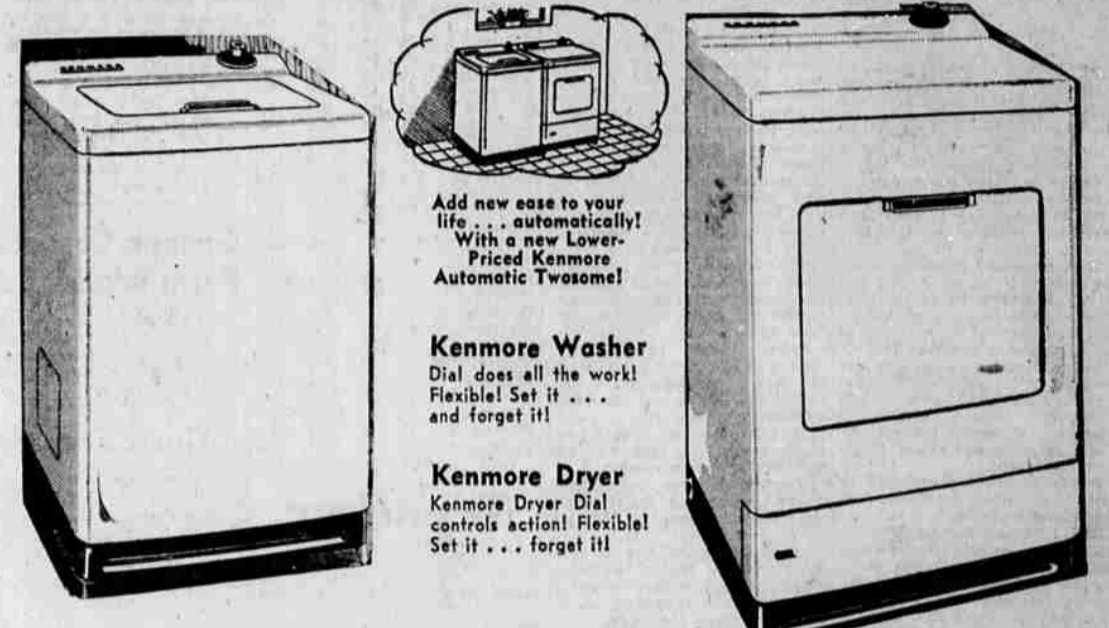 Add new ease to your
life . . . automatically!
With a new Lower-
Priced Kenmore
Automatic Twosome!
Kenmore Washer
Dial does all the work!
Flexible! Set it . . .
and forget it!
Kenmore Dryer
Kenmore Dryer Dial
controls action! Flexible!
Set it . . . forget it!